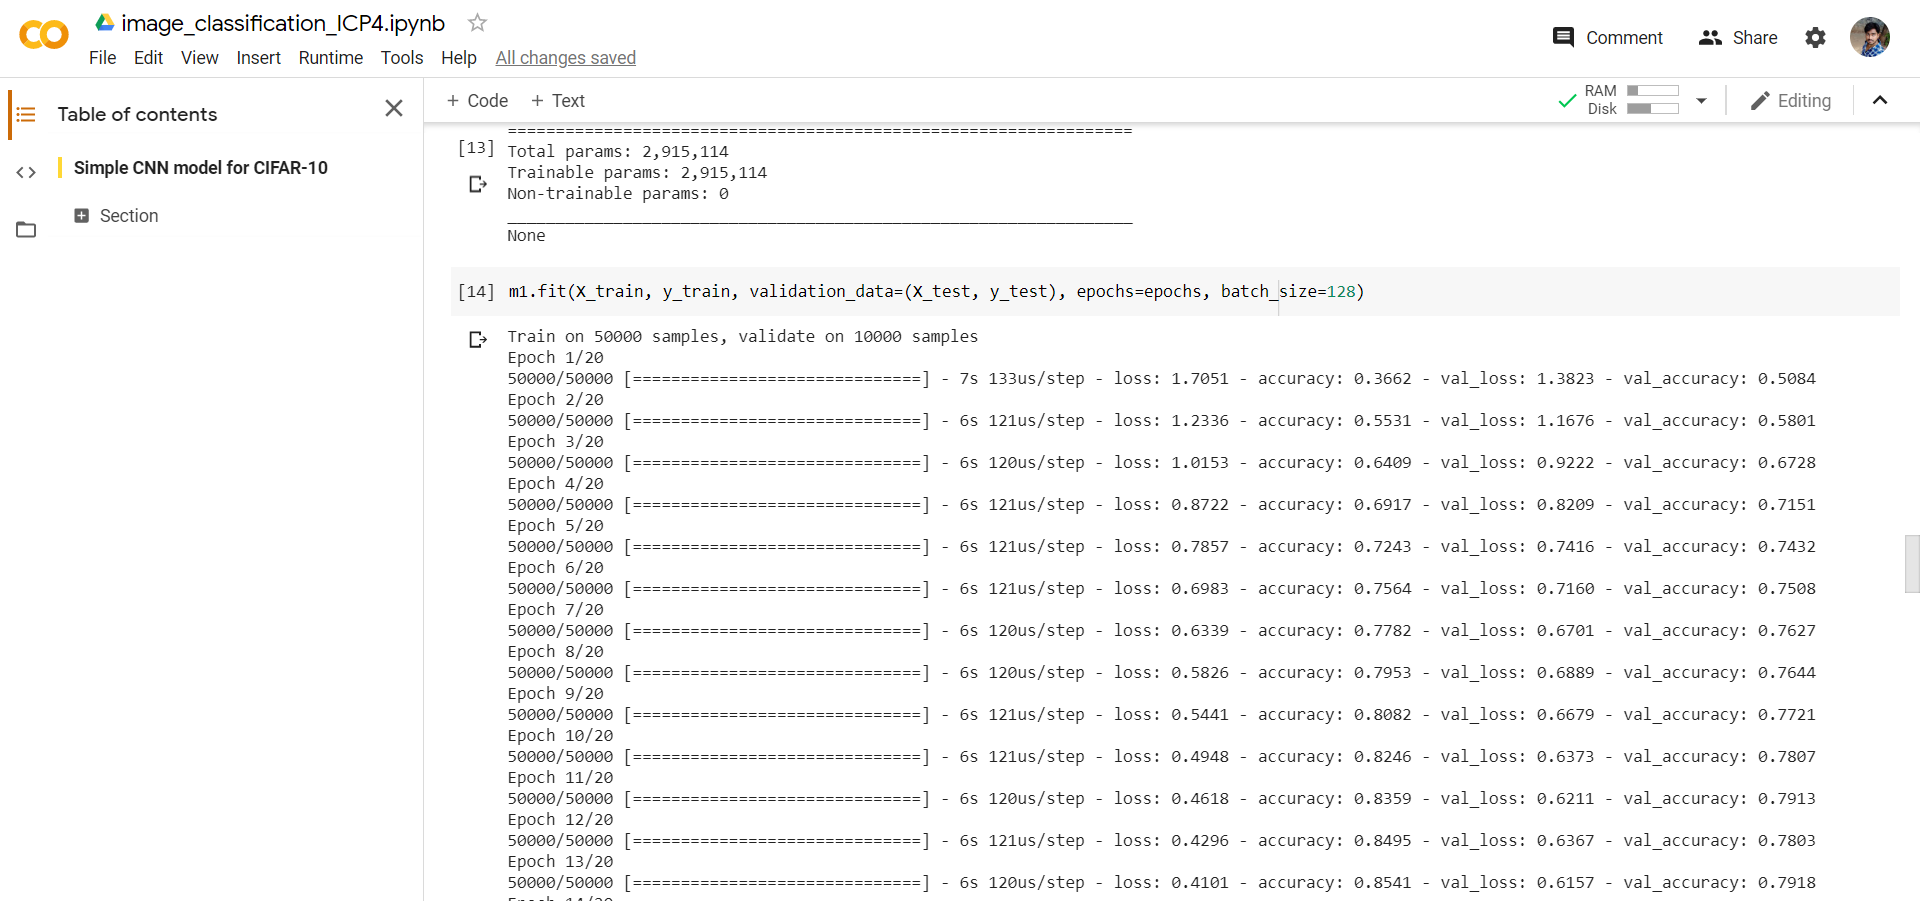 image_classification_ICP4.ipynb
File Edit View Insert Runtime Tools Help All changes saved
Comment Share
Table of contents
Simple CNN model for CIFAR-10
Section
+ Code + Text
RAM
Disk
Editing
=================================================================
[13] Total params: 2,915,114
Trainable params: 2,915,114
Non-trainable params: 0
_________________________________________________________________
None
[14] m1.fit(X_train, y_train, validation_data=(X_test, y_test), epochs=epochs, batch_size=128)
Train on 50000 samples, validate on 10000 samples
Epoch 1/20
50000/50000 [==============================] - 7s 133us/step - loss: 1.7051 - accuracy: 0.3662 - val_loss: 1.3823 - val_accuracy: 0.5084
Epoch 2/20
50000/50000 [==============================] - 6s 121us/step - loss: 1.2336 - accuracy: 0.5531 - val_loss: 1.1676 - val_accuracy: 0.5801
Epoch 3/20
50000/50000 [==============================] - 6s 120us/step - loss: 1.0153 - accuracy: 0.6409 - val_loss: 0.9222 - val_accuracy: 0.6728
Epoch 4/20
50000/50000 [==============================] - 6s 121us/step - loss: 0.8722 - accuracy: 0.6917 - val_loss: 0.8209 - val_accuracy: 0.7151
Epoch 5/20
50000/50000 [==============================] - 6s 121us/step - loss: 0.7857 - accuracy: 0.7243 - val_loss: 0.7416 - val_accuracy: 0.7432
Epoch 6/20
50000/50000 [==============================] - 6s 121us/step - loss: 0.6983 - accuracy: 0.7564 - val_loss: 0.7160 - val_accuracy: 0.7508
Epoch 7/20
50000/50000 [==============================] - 6s 120us/step - loss: 0.6339 - accuracy: 0.7782 - val_loss: 0.6701 - val_accuracy: 0.7627
Epoch 8/20
50000/50000 [==============================] - 6s 120us/step - loss: 0.5826 - accuracy: 0.7953 - val_loss: 0.6889 - val_accuracy: 0.7644
Epoch 9/20
50000/50000 [==============================] - 6s 121us/step - loss: 0.5441 - accuracy: 0.8082 - val_loss: 0.6679 - val_accuracy: 0.7721
Epoch 10/20
50000/50000 [==============================] - 6s 121us/step - loss: 0.4948 - accuracy: 0.8246 - val_loss: 0.6373 - val_accuracy: 0.7807
Epoch 11/20
50000/50000 [==============================] - 6s 120us/step - loss: 0.4618 - accuracy: 0.8359 - val_loss: 0.6211 - val_accuracy: 0.7913
Epoch 12/20
50000/50000 [==============================] - 6s 121us/step - loss: 0.4296 - accuracy: 0.8495 - val_loss: 0.6367 - val_accuracy: 0.7803
Epoch 13/20
50000/50000 [==============================] - 6s 120us/step - loss: 0.4101 - accuracy: 0.8541 - val_loss: 0.6157 - val_accuracy: 0.7918
Epoch 14/20